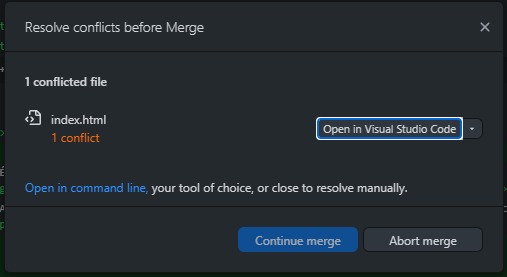 Resolve conflicts before Merge
1 conflicted file
index.html
1 conflict
Open in Visual Studio Code
Open in command line, your tool of choice, or close to resolve manually.
Continue merge
Abort merge